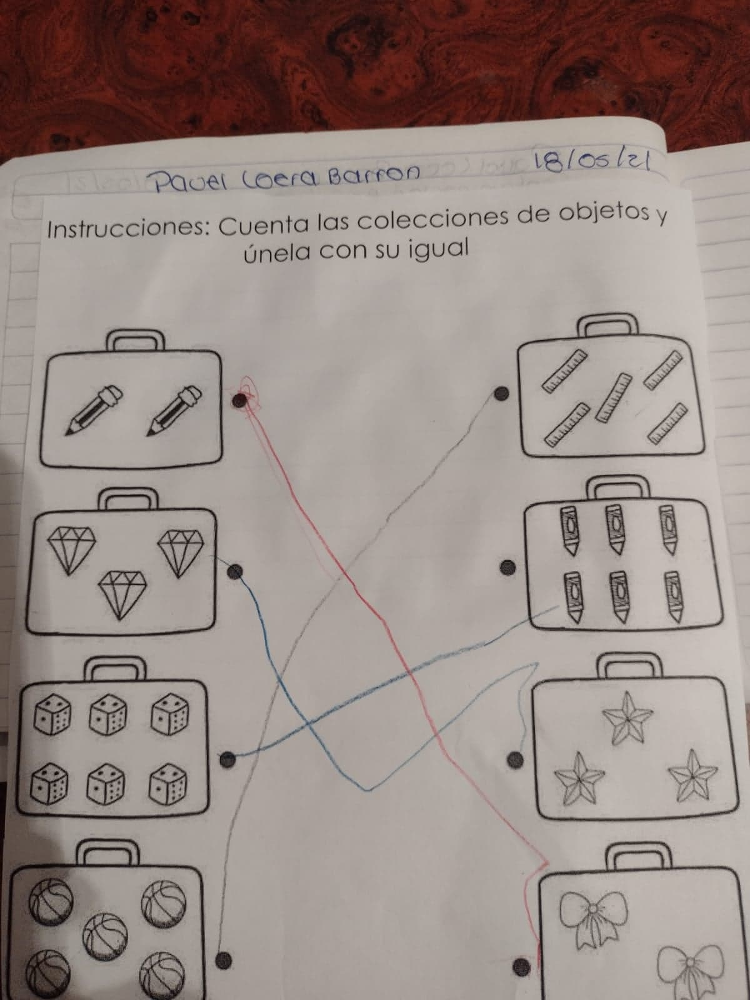 Pavel Loera Barron 18/05/21
Instrucciones: Cuenta las colecciones de objetos y
únela con su igual